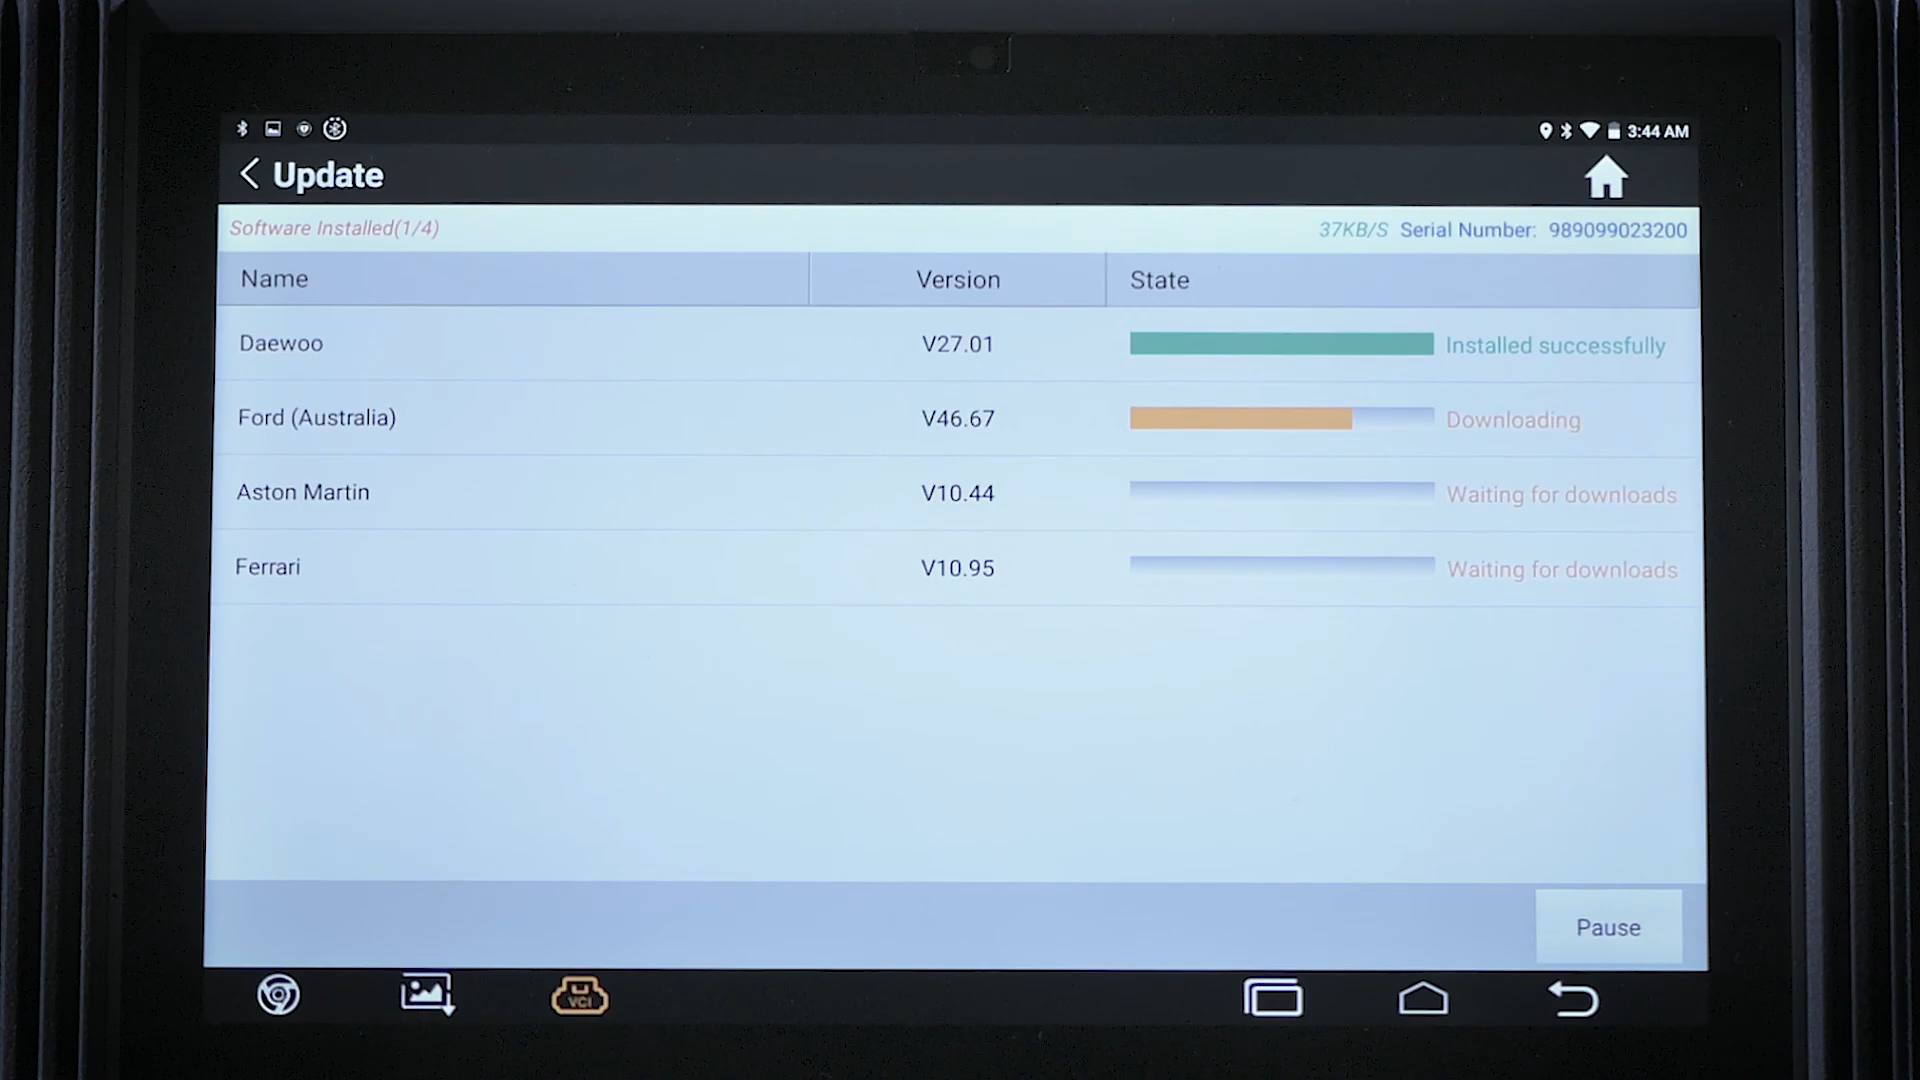 3:44 AM
Update
Software Installed(1/4)
37KB/S Serial Number: 989099023200
Name Version State
Daewoo V27.01 Installed successfully
Ford (Australia) V46.67 Downloading
Aston Martin V10.44 Waiting for downloads
Ferrari V10.95 Waiting for downloads
Pause
VCI